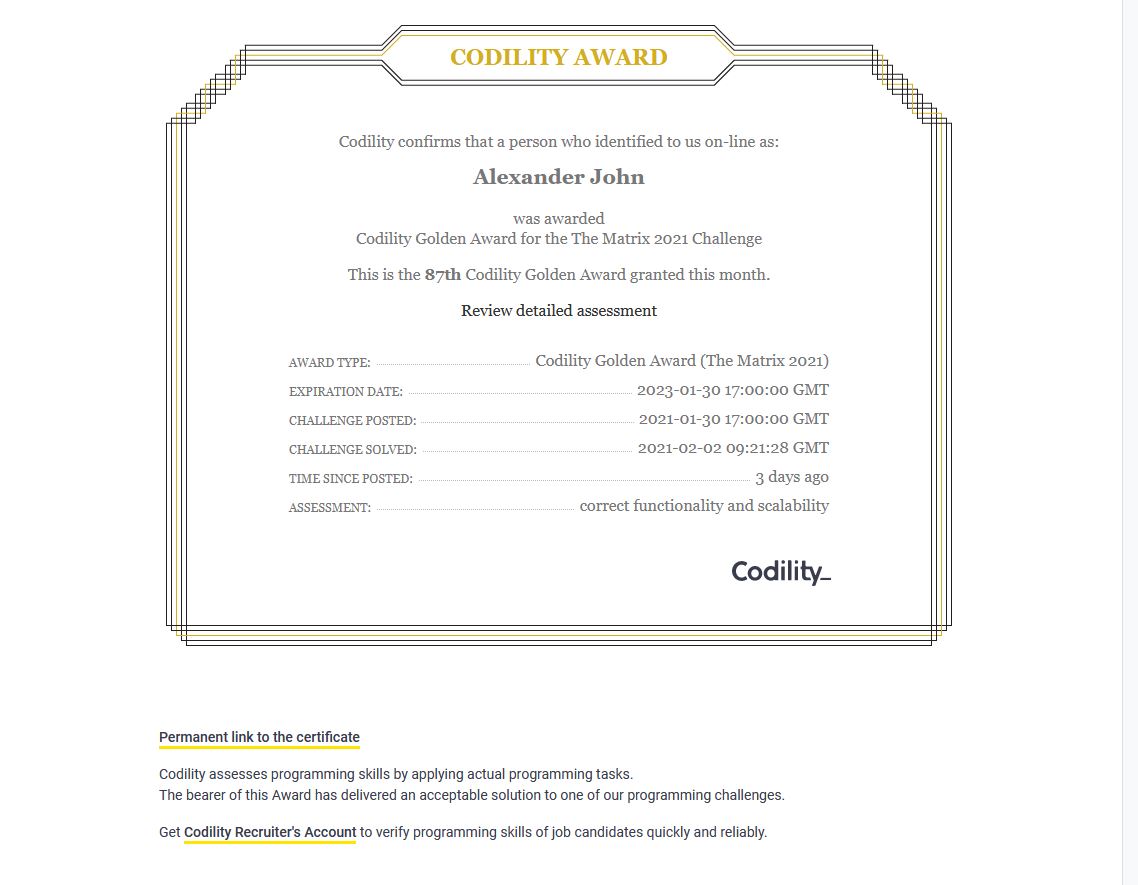 CODILITY AWARD
Codility confirms that a person who identified to us on-line as:
Alexander John
was awarded
Codility Golden Award for the The Matrix 2021 Challenge
This is the 87th Codility Golden Award granted this month.
Review detailed assessment
AWARD TYPE: Codility Golden Award (The Matrix 2021)
EXPIRATION DATE: 2023-01-30 17:00:00 GMT
CHALLENGE POSTED: 2021-01-30 17:00:00 GMT
CHALLENGE SOLVED: 2021-02-02 09:21:28 GMT
TIME SINCE POSTED: 3 days ago
ASSESSMENT: correct functionality and scalability
Codility_
Permanent link to the certificate
Codility assesses programming skills by applying actual programming tasks.
The bearer of this Award has delivered an acceptable solution to one of our programming challenges.
Get Codility Recruiter's Account to verify programming skills of job candidates quickly and reliably.